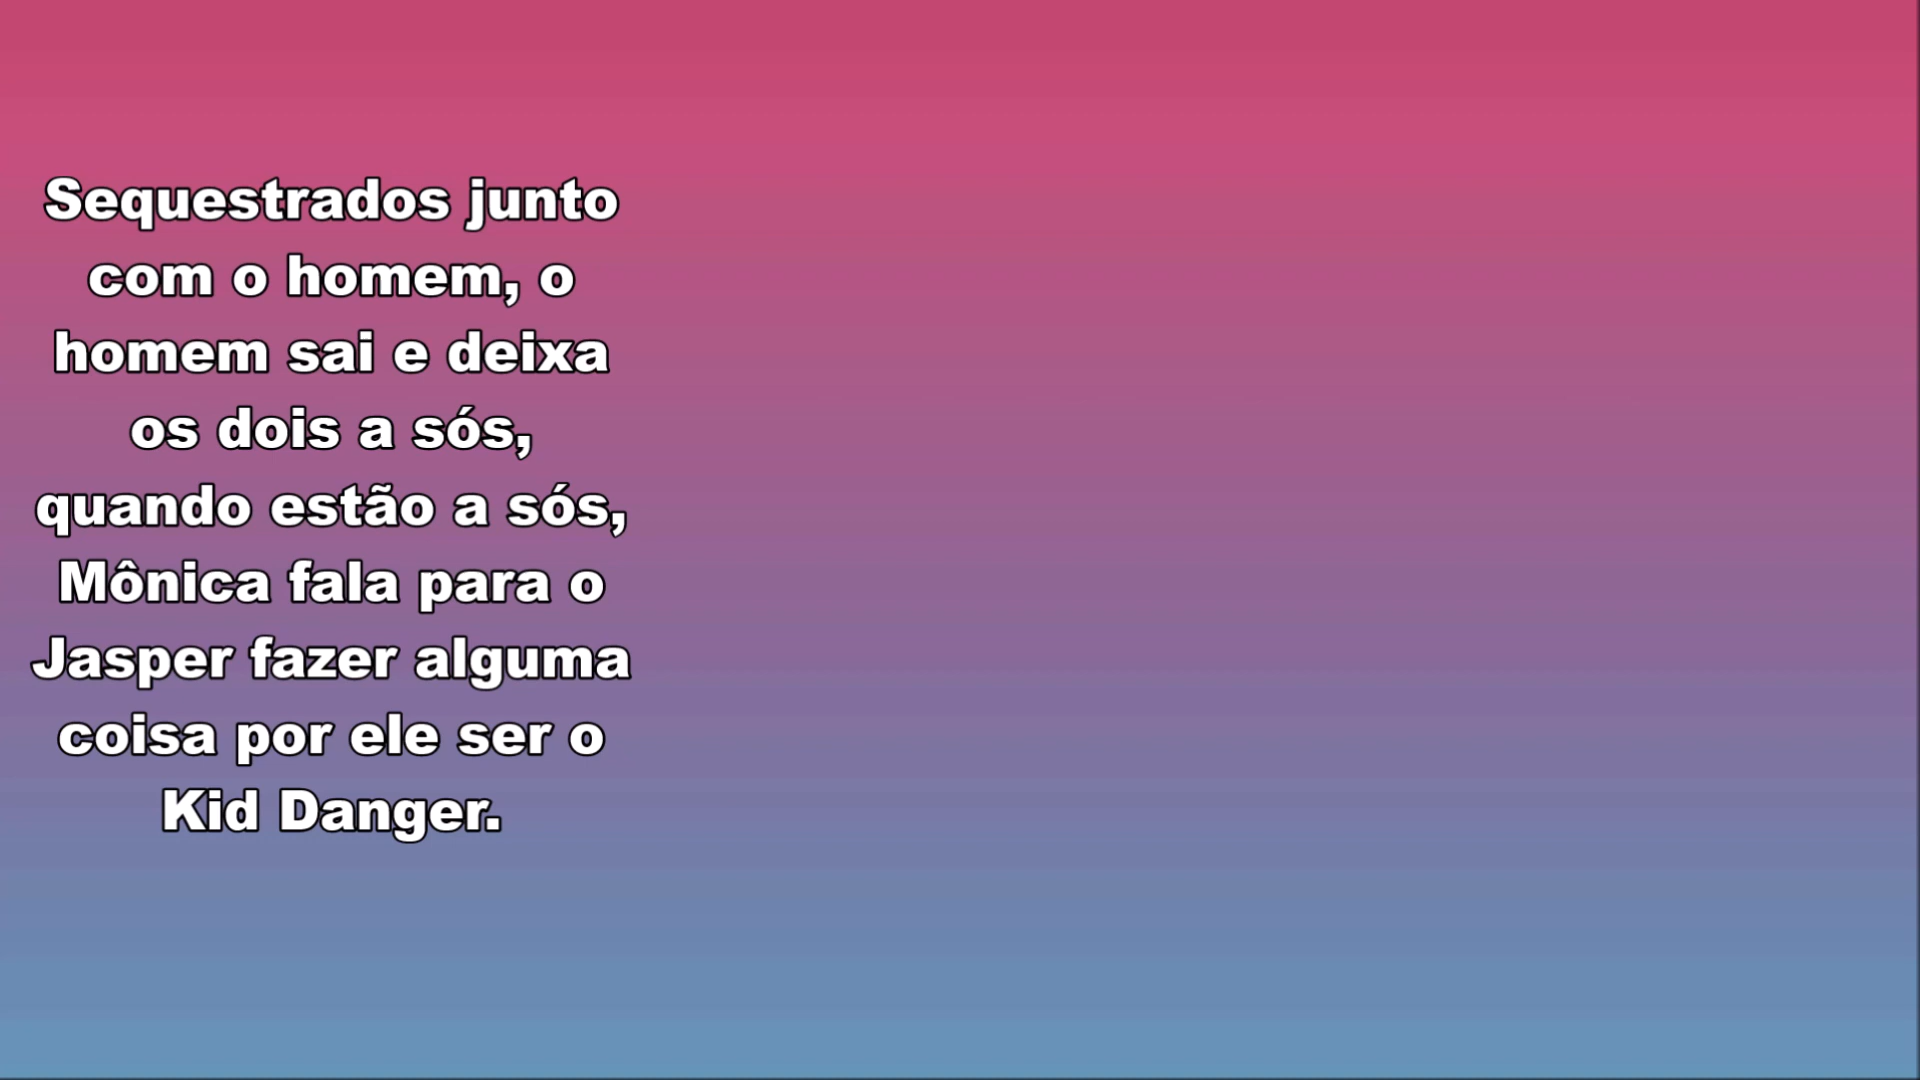 Sequestrados junto
com o homem, o
homem sai e deixa
os dois a sós,
quando estão a sós,
Mônica fala para o
Jasper fazer alguma
coisa por ele ser o
Kid Danger.